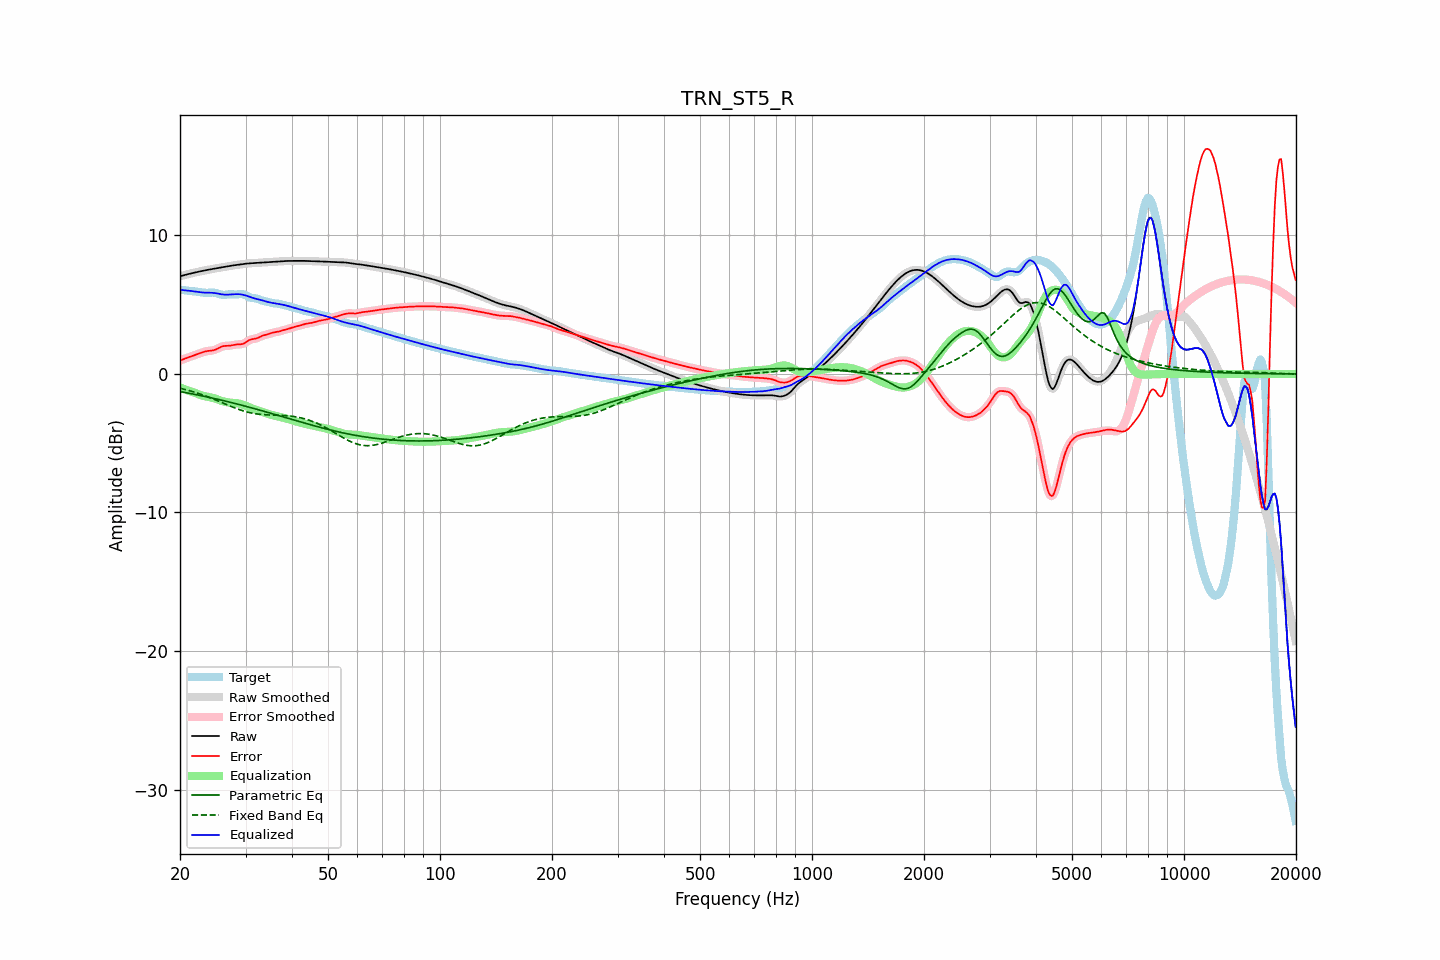 TRN_ST5_R
Amplitude (dBr)
10
0
−10
−20
−30
Target
Raw Smoothed
Error Smoothed
Raw
Error
Equalization
Parametric Eq
Fixed Band Eq
Equalized
20 50 100 200 500 1000 2000 5000 10000 20000
Frequency (Hz)